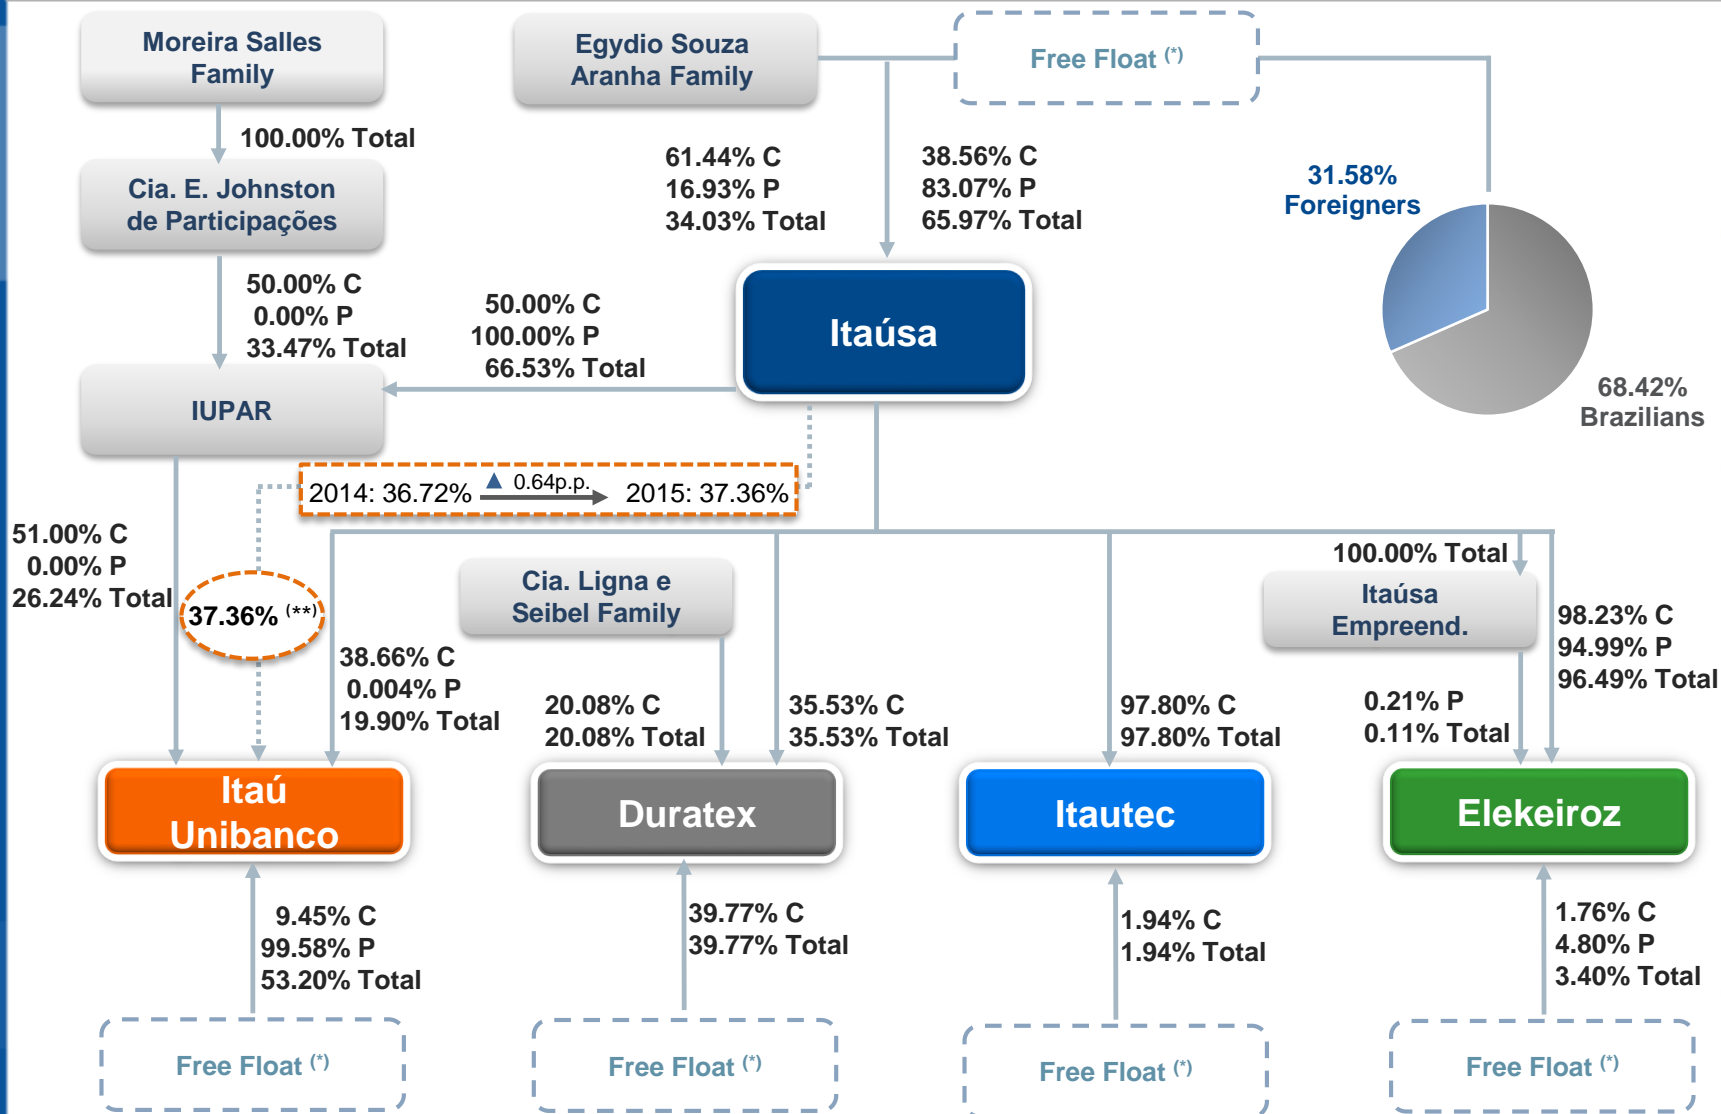 Moreira Salles
Family
Egydio Souza
Aranha Family
Free Float (*)
100.00% Total
Cia. E. Johnston
de Participações
61.44% C
16.93% P
34.03% Total
38.56% C
83.07% P
65.97% Total
31.58%
Foreigners
68.42%
Brazilians
50.00% C
0.00% P
33.47% Total
50.00% C
100.00% P
66.53% Total
Itaúsa
IUPAR
2014: 36.72%
▲ 0.64p.p.
2015: 37.36%
51.00% C
0.00% P
26.24% Total
37.36% (**)
38.66% C
0.004% P
19.90% Total
Cia. Ligna e
Seibel Family
20.08% C
20.08% Total
35.53% C
35.53% Total
97.80% C
97.80% Total
100.00% Total
Itaúsa
Empreend.
0.21% P
0.11% Total
98.23% C
94.99% P
96.49% Total
Itaú
Unibanco
Duratex
Itautec
Elekeiroz
9.45% C
99.58% P
53.20% Total
39.77% C
39.77% Total
1.94% C
1.94% Total
1.76% C
4.80% P
3.40% Total
Free Float (*)
Free Float (*)
Free Float (*)
Free Float (*)